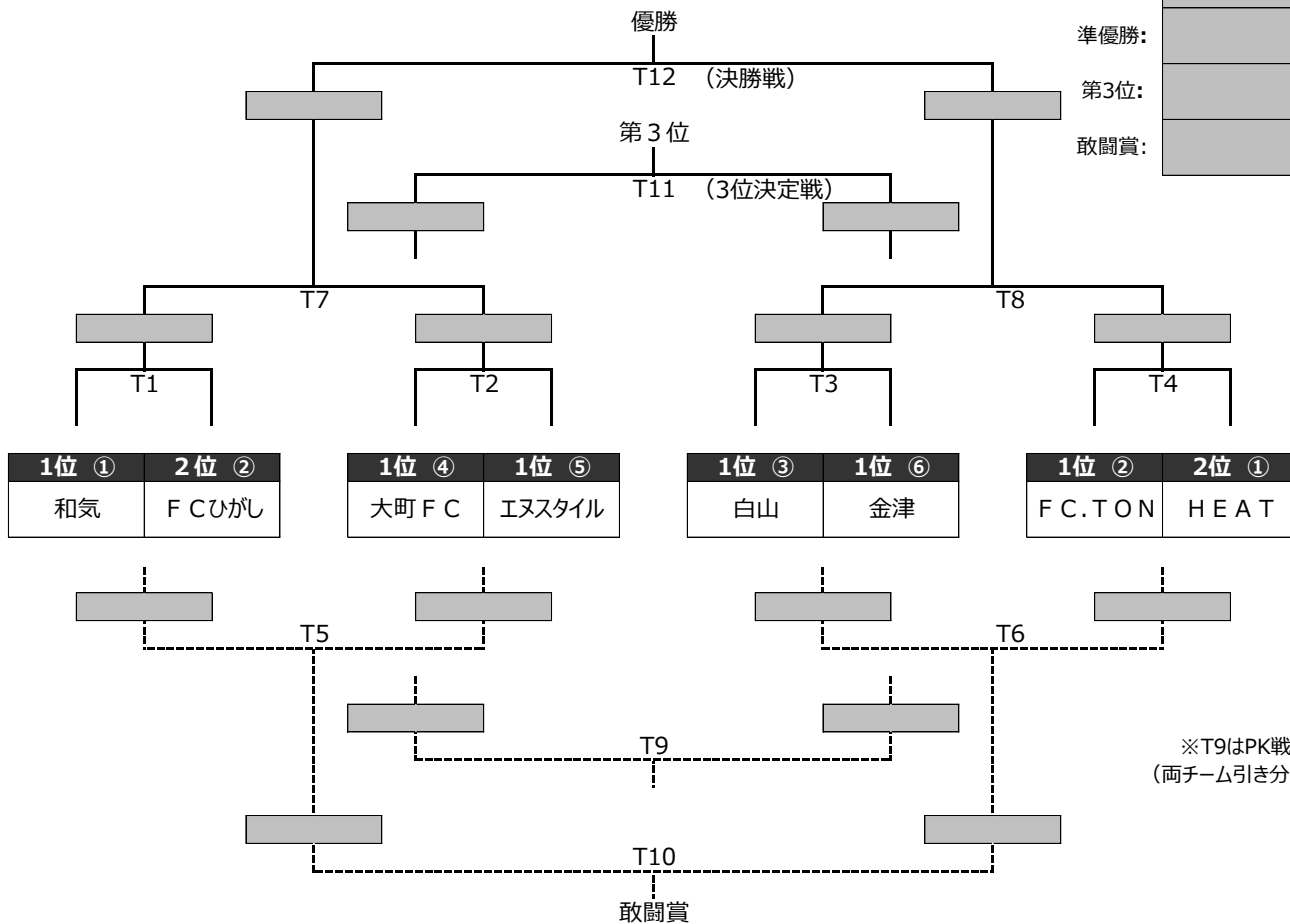 優勝
準優勝:
T12 （決勝戦）
第3位:
第３位
敢闘賞:
T11 （3位決定戦）
T7
T8
T1
T2
T3
T4
1位 ①
２位 ②
1位 ④
1位 ⑤
1位 ③
1位 ⑥
1位 ②
2位 ①
和気
ＦＣひがし
大町ＦＣ
エヌスタイル
白山
金津
ＦＣ.ＴＯＮ
ＨＥＡＴ
T5
T6
T9
※T9はPK戦
（両チーム引き分
T10
敢闘賞